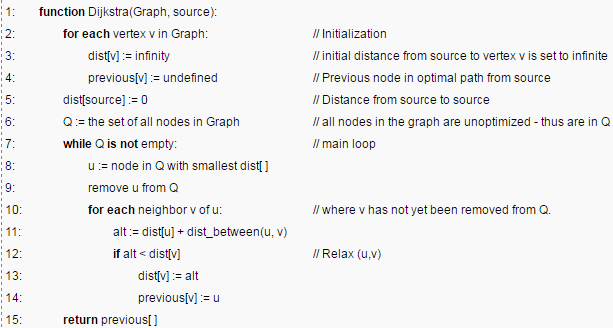 1: function Dijkstra(Graph, source):
2: for each vertex v in Graph: // Initialization
3: dist[v] := infinity // initial distance from source to vertex v is set to infinite
4: previous[v] := undefined // Previous node in optimal path from source
5: dist[source] := 0 // Distance from source to source
6: Q := the set of all nodes in Graph // all nodes in the graph are unoptimized - thus are in Q
7: while Q is not empty: // main loop
8: u := node in Q with smallest dist[ ]
9: remove u from Q
10: for each neighbor v of u: // where v has not yet been removed from Q.
11: alt := dist[u] + dist_between(u, v)
12: if alt < dist[v] // Relax (u,v)
13: dist[v] := alt
14: previous[v] := u
15: return previous[ ]